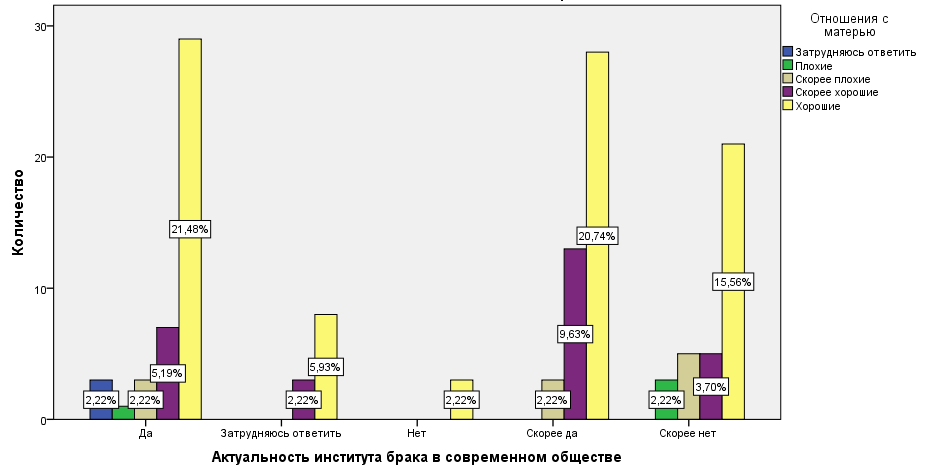 Отношения с
матерью
Затрудняюсь ответить
Плохие
Скорее плохие
Скорее хорошие
Хорошие
Количество
30
20
10
0
21,48%
20,74%
15,56%
9,63%
5,93%
5,19%
3,70%
2,22%
2,22%
2,22%
2,22%
2,22%
2,22%
Да
Затрудняюсь ответить
Нет
Скорее да
Скорее нет
Актуальность института брака в современном обществе